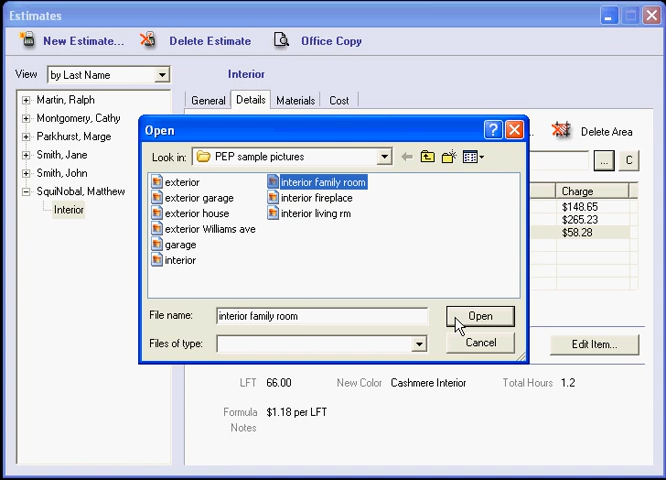 Estimates
New Estimate... Delete Estimate Office Copy
View by Last Name Interior
Martin, Ralph
Montgomery, Cathy
Parkhurst, Marge
Smith, Jane
Smith, John
SquiNobal, Matthew
Interior
General Details Materials Cost
Delete Area
... C
Charge
$148.65
$265.23
$58.28
Edit Item...
Open
Look in: PEP sample pictures
exterior
exterior garage
exterior house
exterior Williams ave
garage
interior
interior family room
interior fireplace
interior living rm
File name: interior family room Open
Files of type: Cancel
LFT 66.00 New Color Cashmere Interior Total Hours 1.2
Formula $1.18 per LFT
Notes